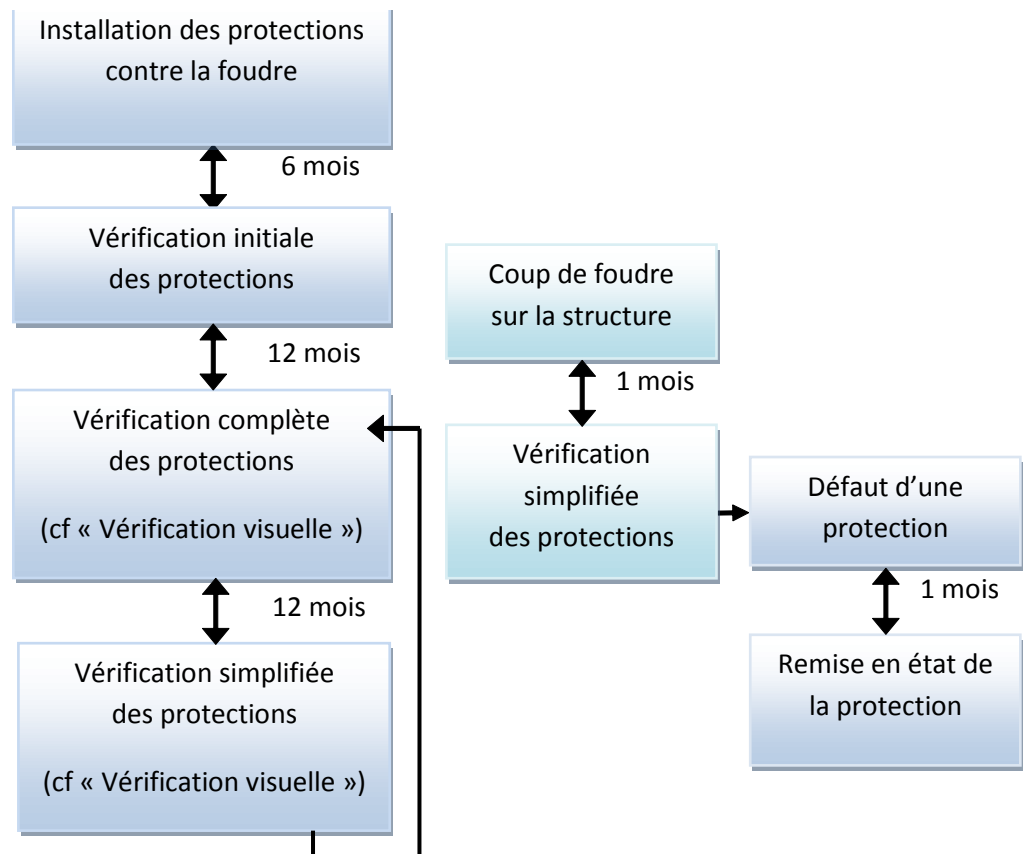 Installation des protections
contre la foudre
6 mois
Vérification initiale
des protections
12 mois
Vérification complète
des protections
(cf « Vérification visuelle »)
12 mois
Vérification simplifiée
des protections
(cf « Vérification visuelle »)
Coup de foudre
sur la structure
1 mois
Vérification
simplifiée
des protections
Défaut d’une
protection
1 mois
Remise en état de
la protection